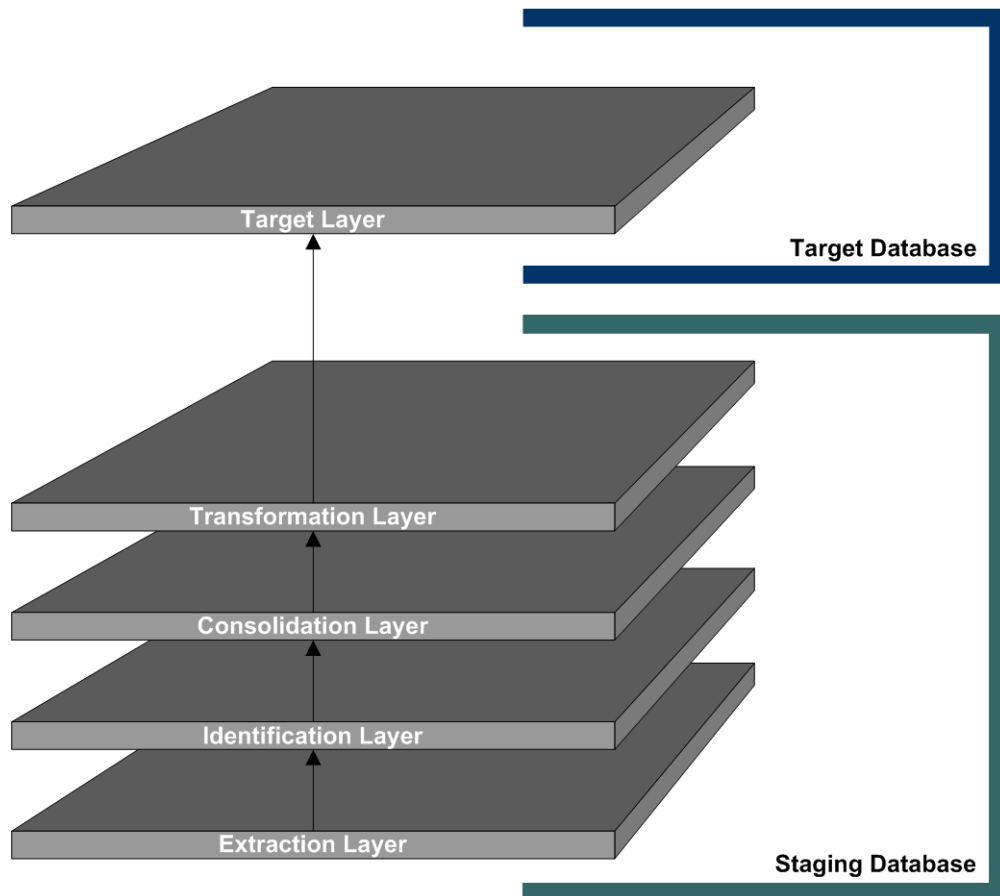 Target Layer
Target Database
Transformation Layer
Consolidation Layer
Identification Layer
Extraction Layer
Staging Database